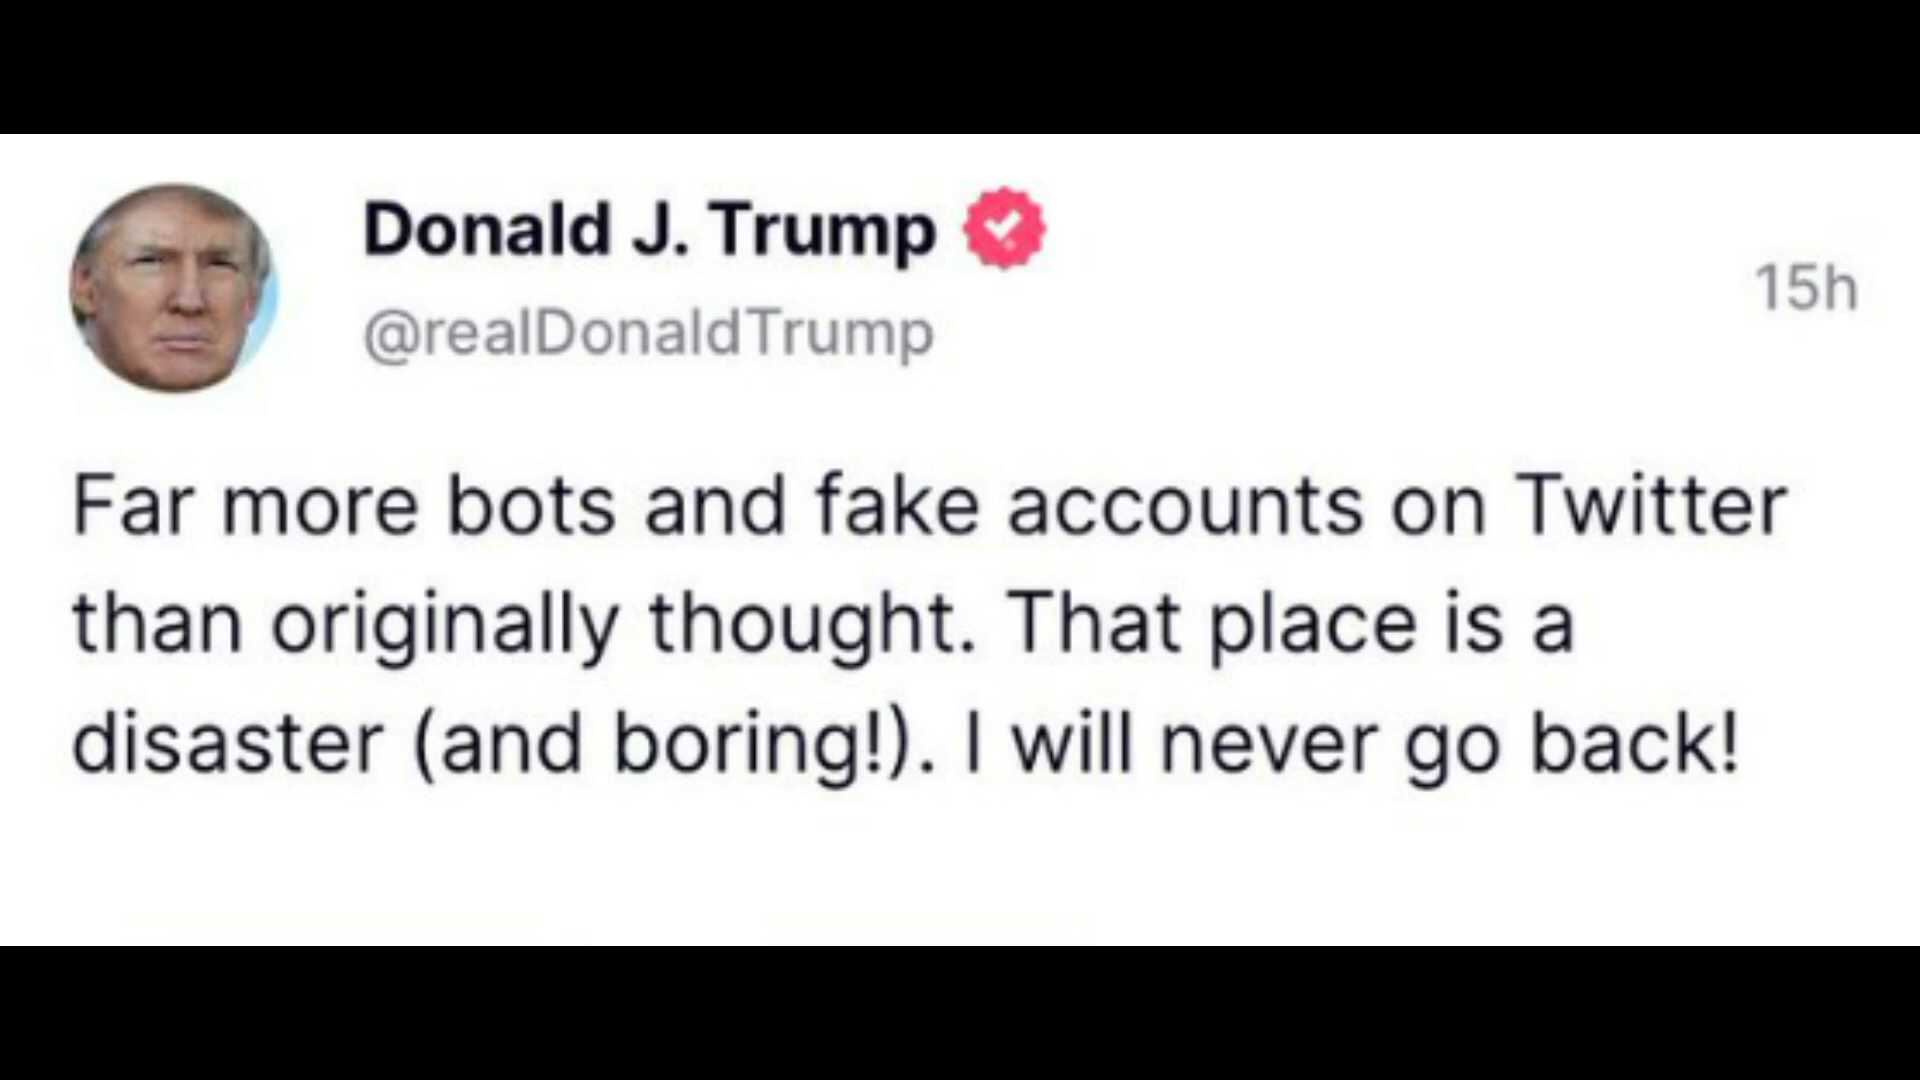 Donald J. Trump
@realDonaldTrump
15h
Far more bots and fake accounts on Twitter
than originally thought. That place is a
disaster (and boring!). I will never go back!